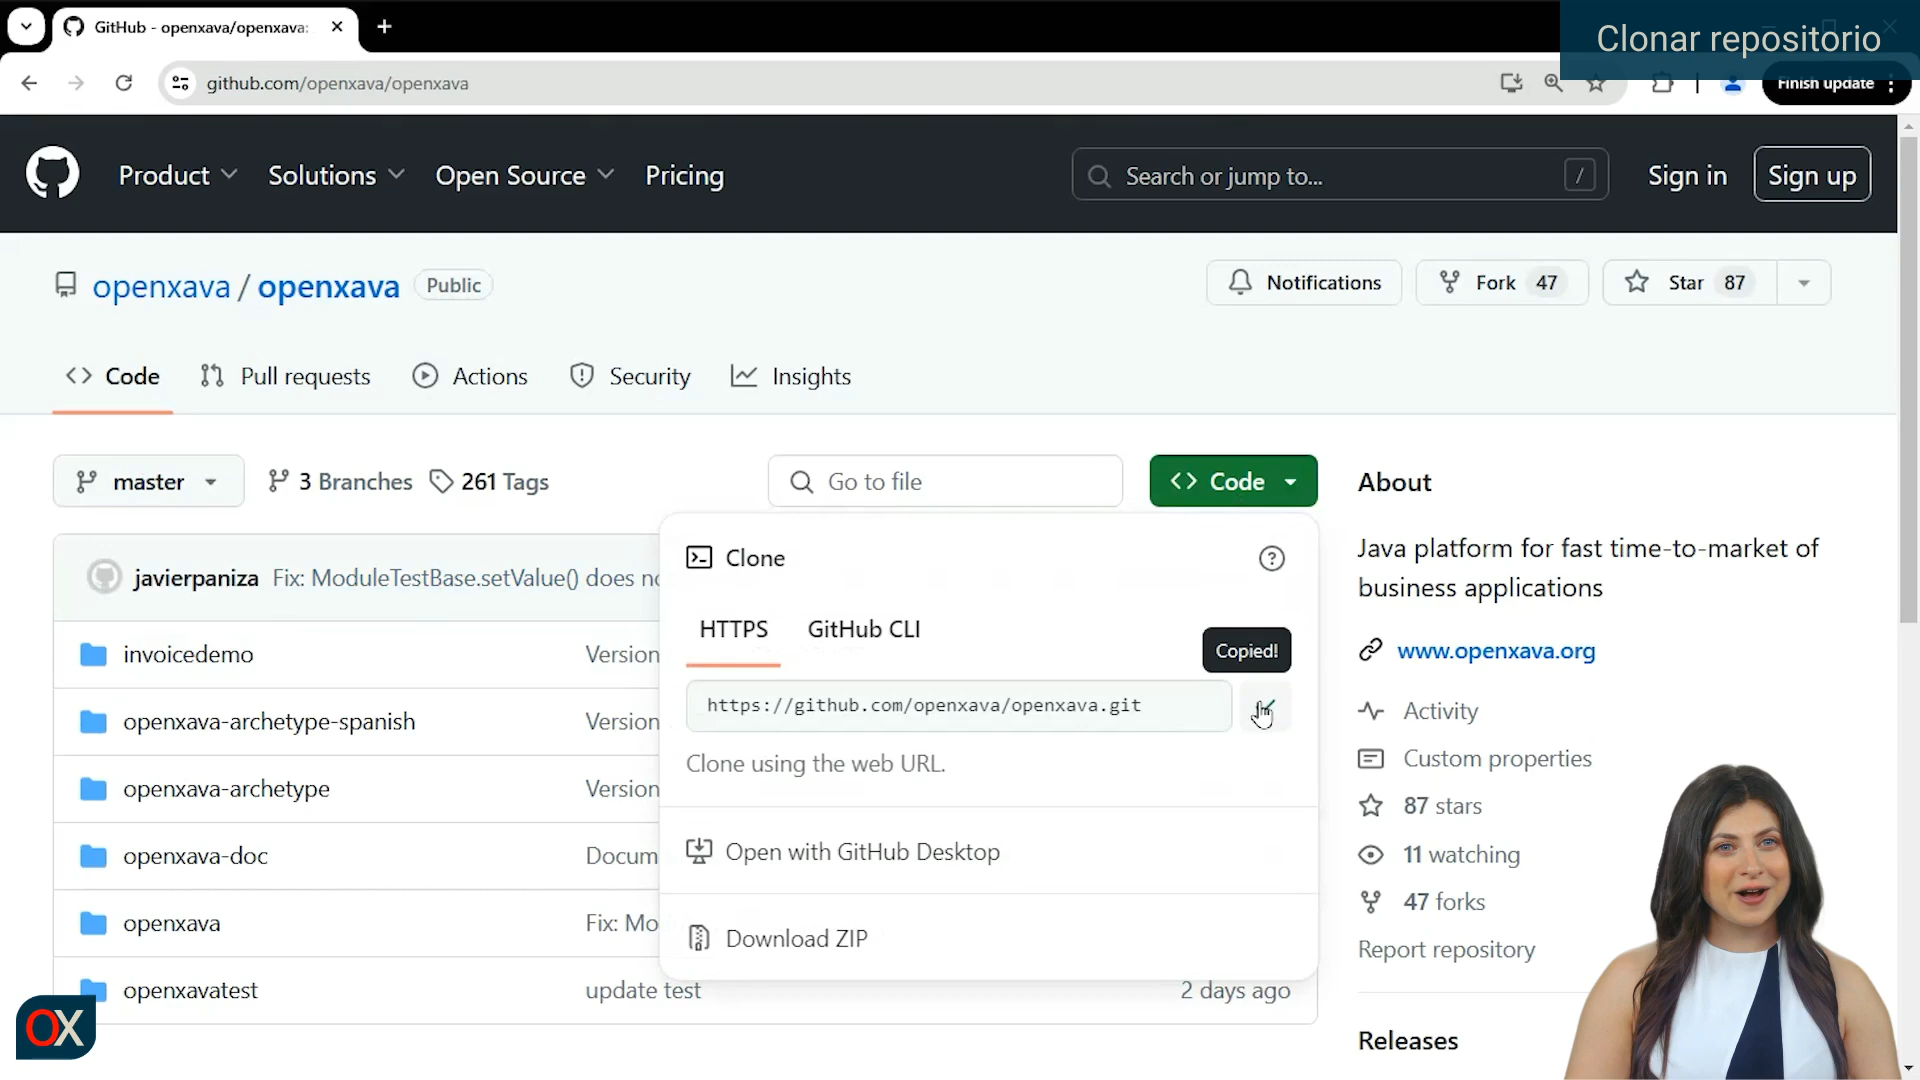 GitHub - openxava/openxava:
Clonar repositorio
github.com/openxava/openxava
Finish update
Product
Solutions
Open Source
Pricing
Search or jump to...
/
Sign in
Sign up
openxava / openxava
Public
Notifications
Fork 47
Star 87
Code
Pull requests
Actions
Security
Insights
master
3 Branches
261 Tags
Go to file
Code
About
Java platform for fast time-to-market of
business applications
www.openxava.org
Activity
Custom properties
87 stars
11 watching
47 forks
Report repository
Releases
javierpaniza Fix: ModuleTestBase.setValue() does no
Clone
HTTPS
GitHub CLI
Copied!
https://github.com/openxava/openxava.git
Clone using the web URL.
Open with GitHub Desktop
Download ZIP
invoicedemo Version
openxava-archetype-spanish Version
openxava-archetype Version
openxava-doc Docum
openxava Fix: Mo
openxavatest update test 2 days ago
OX